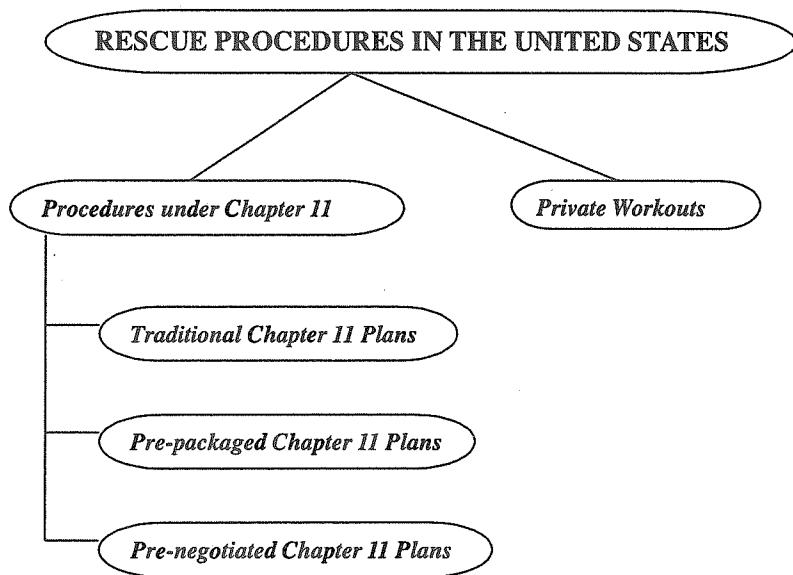 RESCUE PROCEDURES IN THE UNITED STATES
Procedures under Chapter 11
Private Workouts
Traditional Chapter 11 Plans
Pre-packaged Chapter 11 Plans
Pre-negotiated Chapter 11 Plans